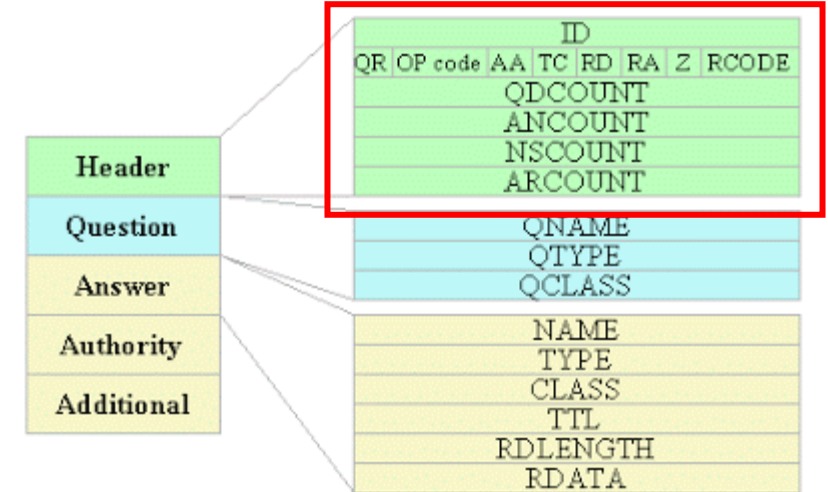 Header
Question
Answer
Authority
Additional
ID
QR OP code AA TC RD RA Z RCODE
QDCOUNT
ANCOUNT
NSCOUNT
ARCOUNT
QNAME
QTYPE
QCLASS
NAME
TYPE
CLASS
TTL
RDLENGTH
RDATA